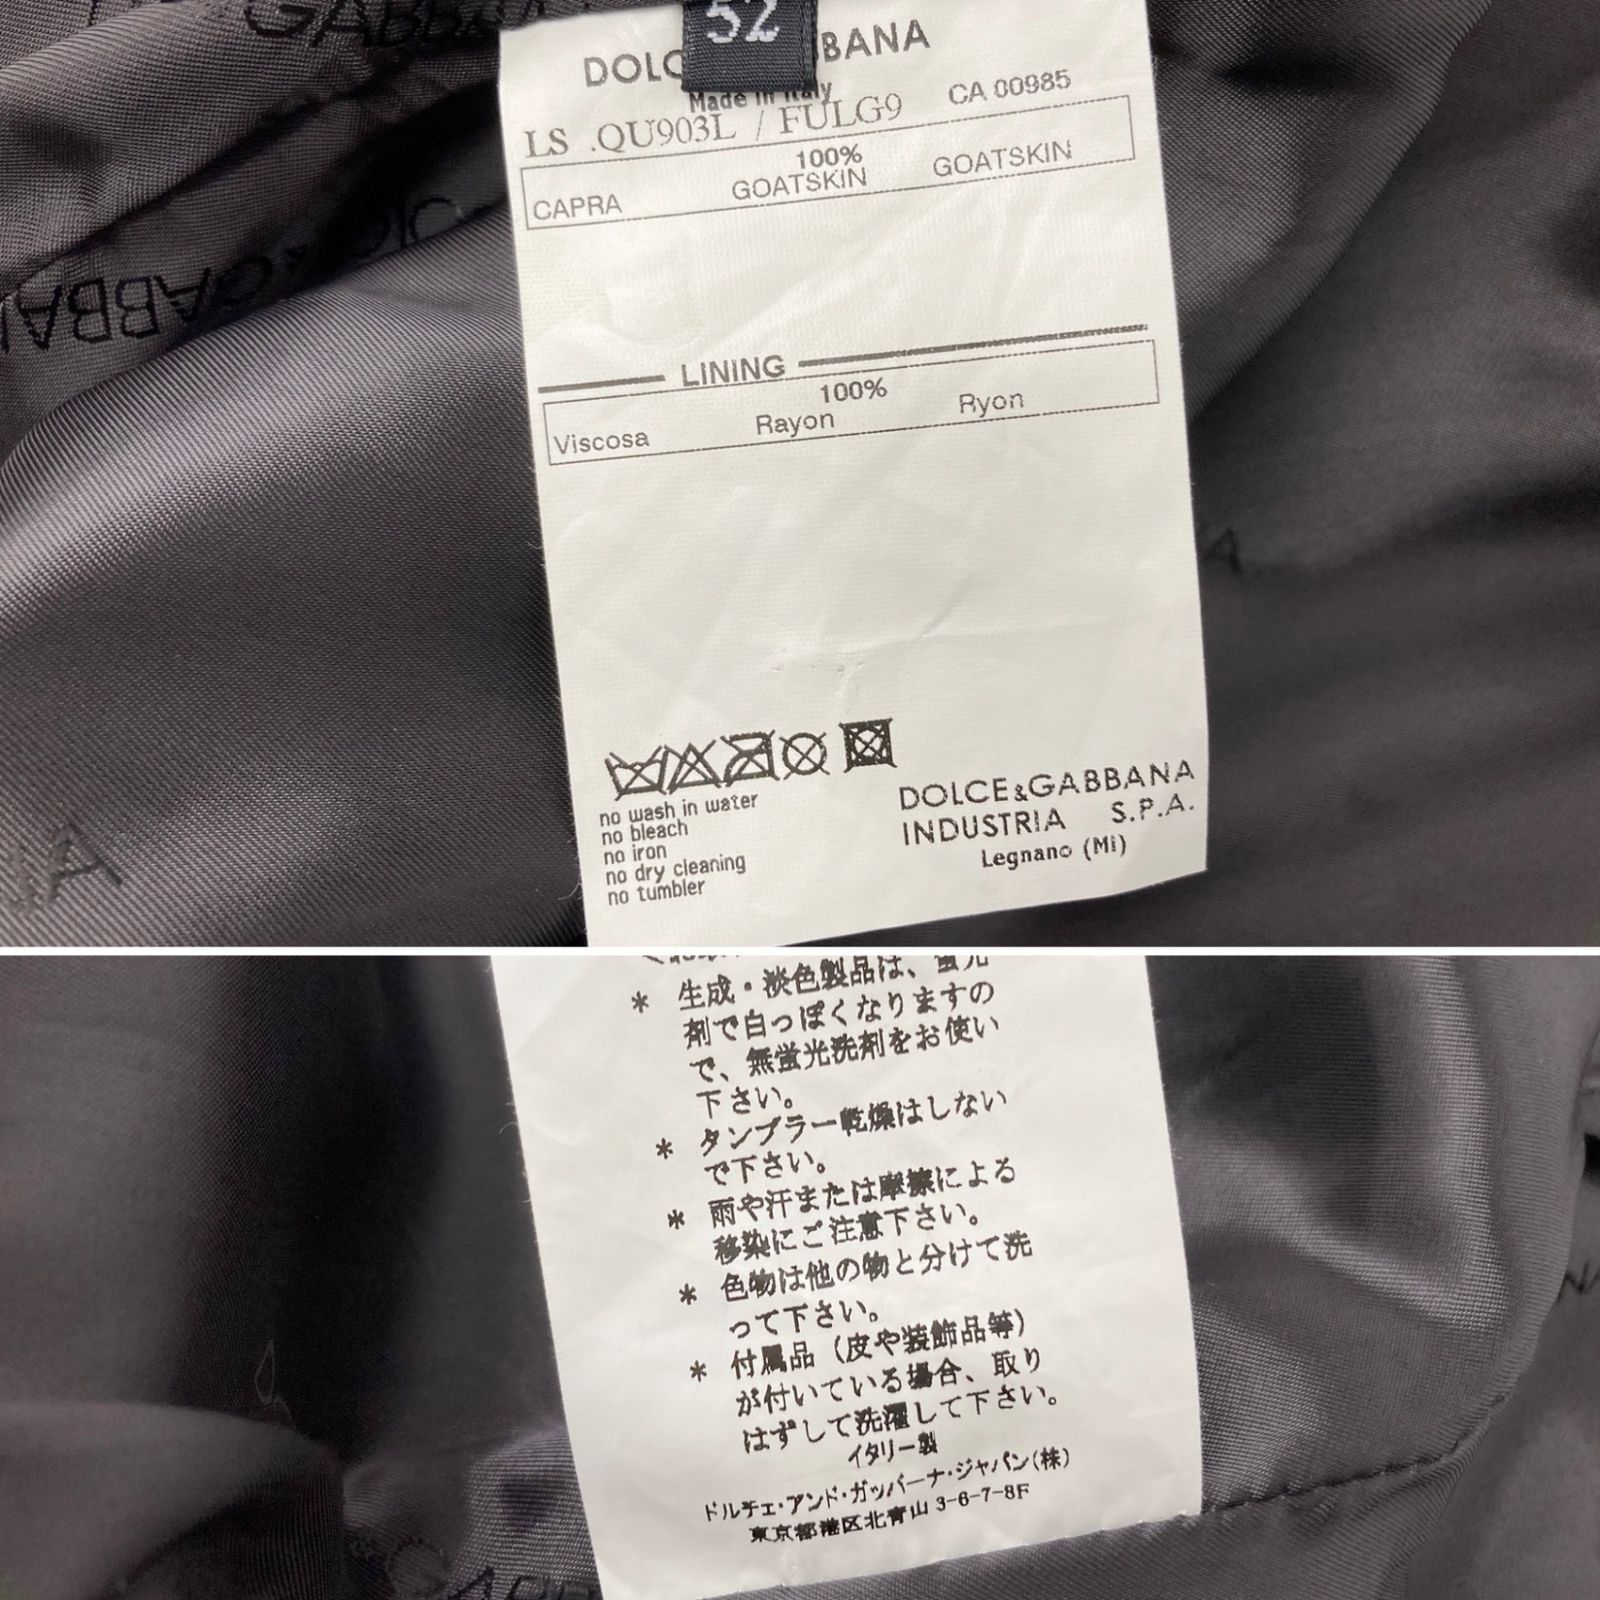 52
DOLC BANA
Made in Italy
LS .QU903L / FULG9 CA 00985
100%
CAPRA GOATSKIN GOATSKIN
LINING
100%
Viscosa Rayon Ryon
no wash in water
no bleach
no iron
no dry cleaning
no tumbler
DOLCE&GABBANA
INDUSTRIA S.P.A.
Legnano (Mi)
* 生成・淡色製品は、蛍光
剤で白っぽくなりますの
で、無蛍光洗剤をお使い
下さい。
* タンブラー乾燥はしない
で下さい。
* 雨や汗または摩擦による
移染にご注意下さい。
* 色物は他の物と分けて洗
って下さい。
* 付属品（皮や装飾品等）
が付いている場合、取り
はずして洗濯して下さい。
イタリー製
ドルチェ・アンド・ガッバーナ・ジャパン(株)
東京都港区北青山3-6-7-8F
GABBA
GABBA
A
A